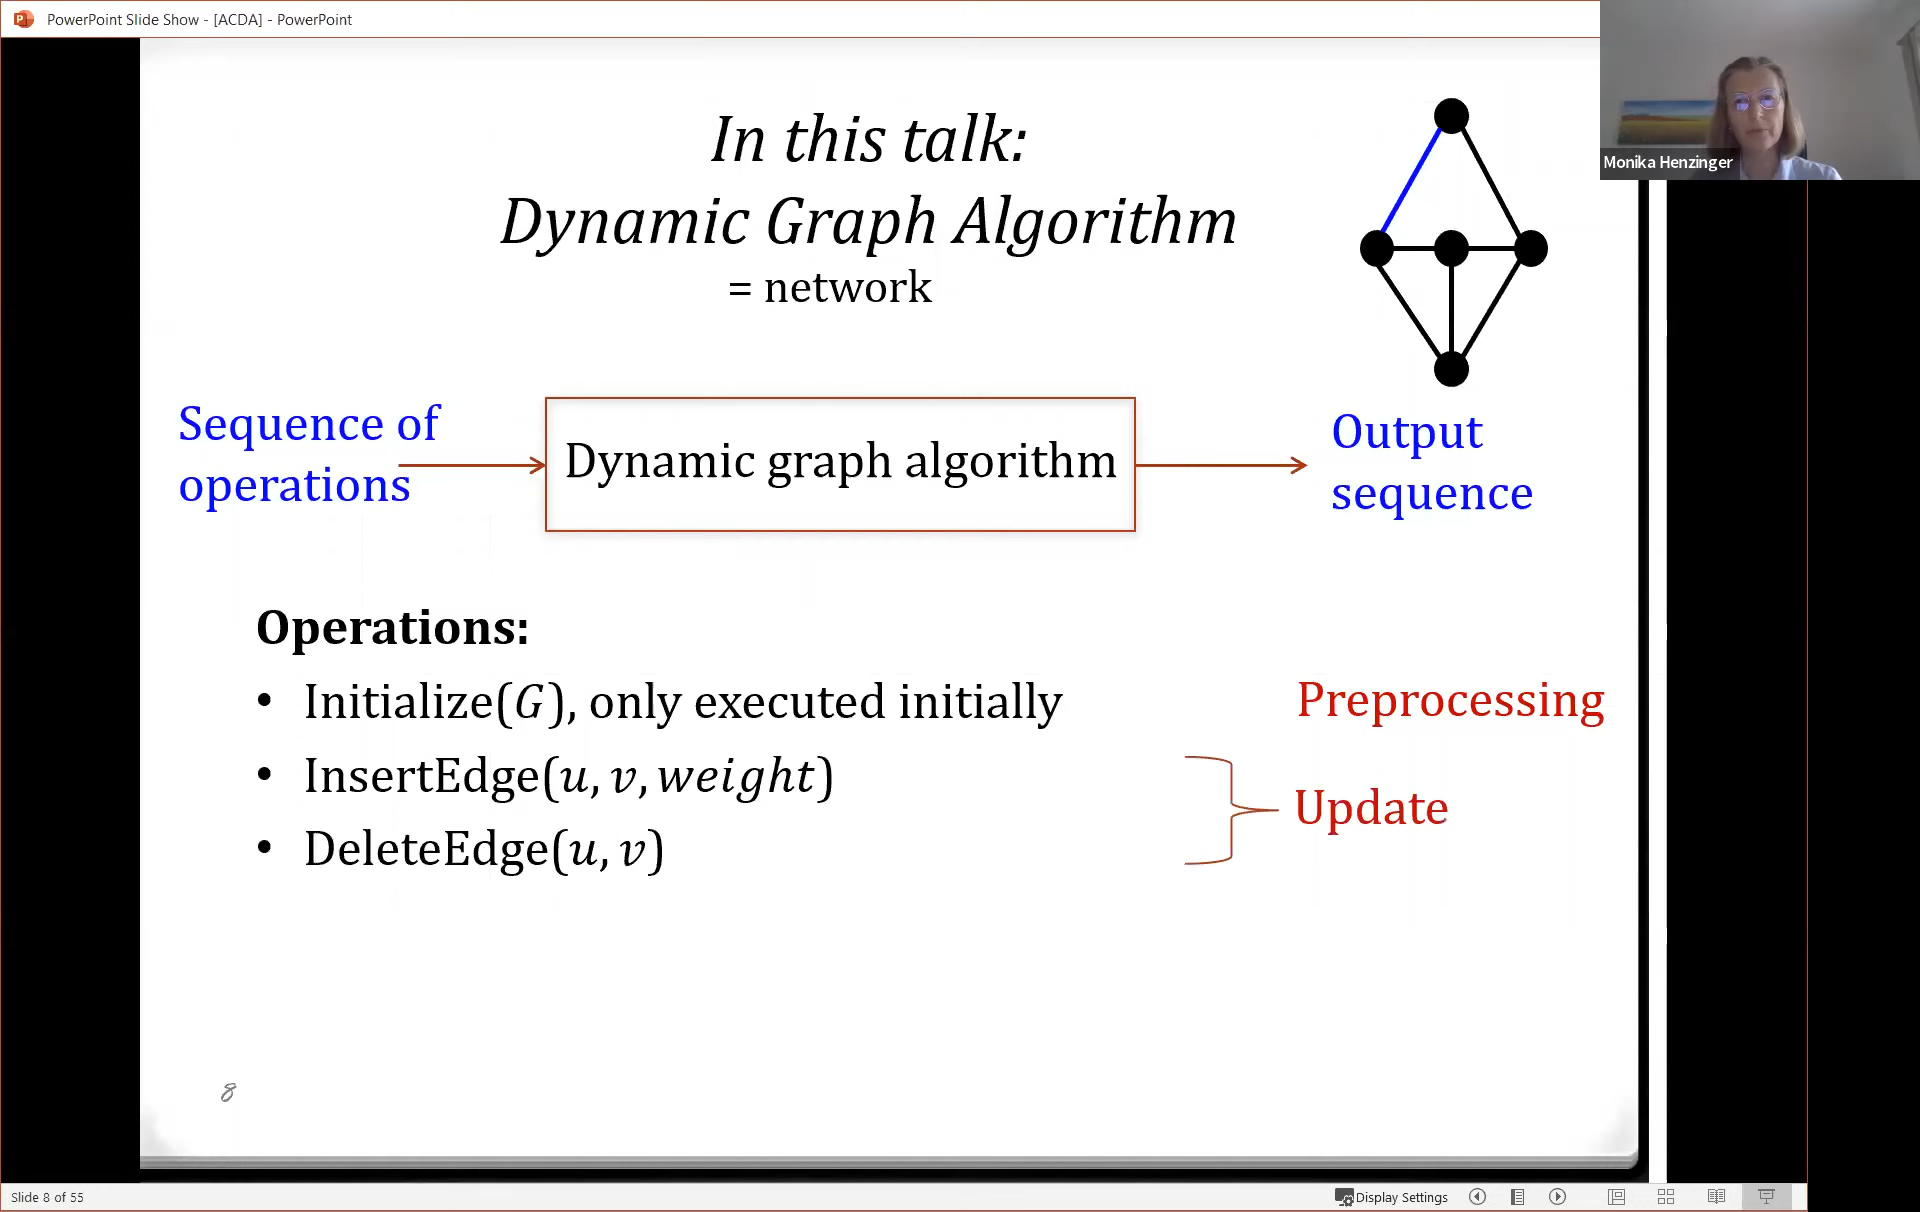 PowerPoint Slide Show - [ACDA] - PowerPoint
Monika Henzinger
In this talk:
Dynamic Graph Algorithm
= network
Sequence of
operations
Dynamic graph algorithm
Output
sequence
Operations:
• Initialize(G), only executed initially
Preprocessing
• InsertEdge(u, v, weight)
Update
• DeleteEdge(u, v)
8
Slide 8 of 55
Display Settings